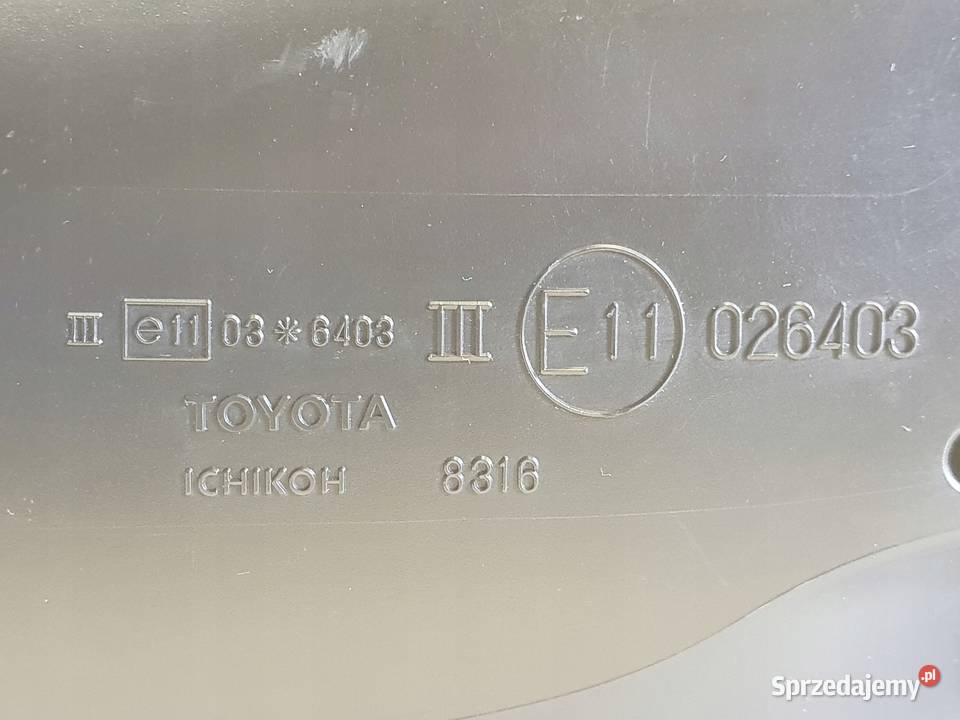 III e11 03*6403 III E11 026403
TOYOTA
ICHIKOH 8316
Sprzedajemy.pl